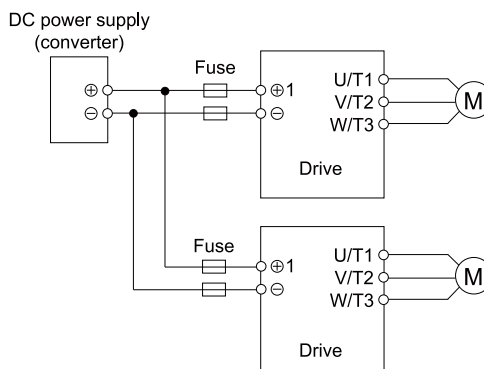 DC power supply
(converter)
Fuse
⊕
⊖
⊕1
⊖
U/T1
V/T2
W/T3
M
Drive
Fuse
⊕1
⊖
U/T1
V/T2
W/T3
M
Drive